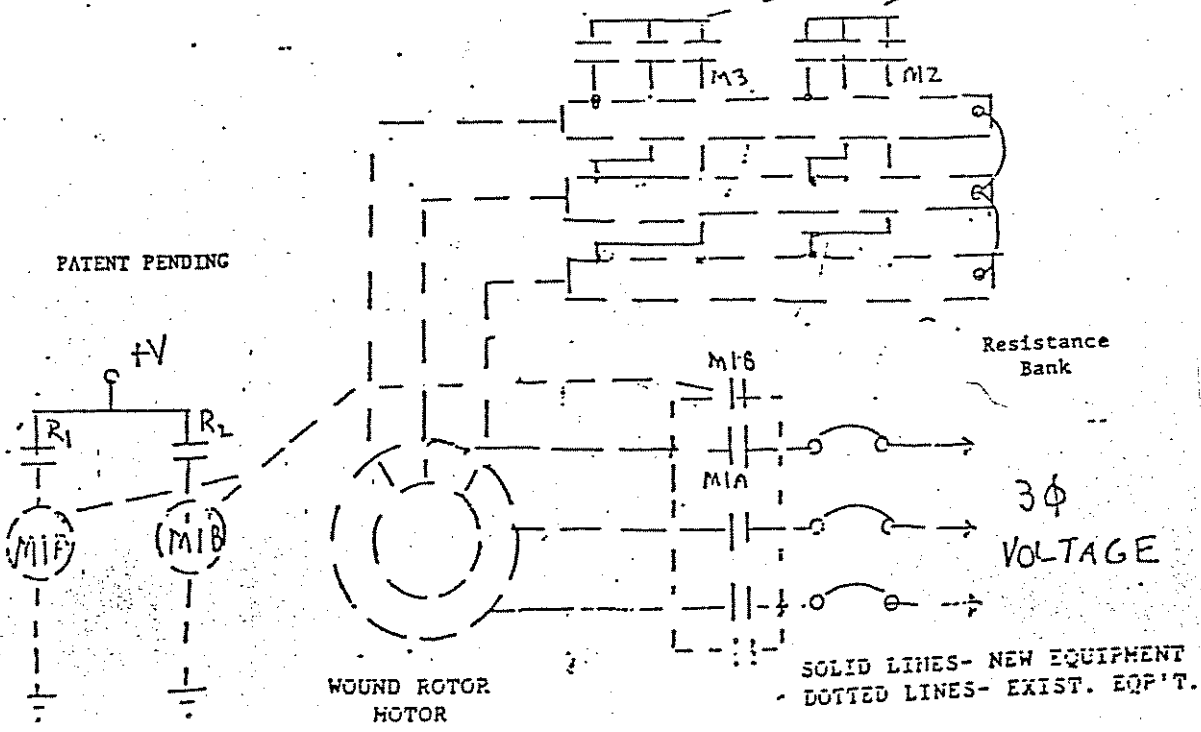 M3
M2
PATENT PENDING
+V
R1
R2
Resistance
Bank
M1B
M1A
M1F
M1B
3Φ
VOLTAGE
WOUND ROTOR
MOTOR
SOLID LINES- NEW EQUIPMENT
- DOTTED LINES- EXIST. EQP'T.